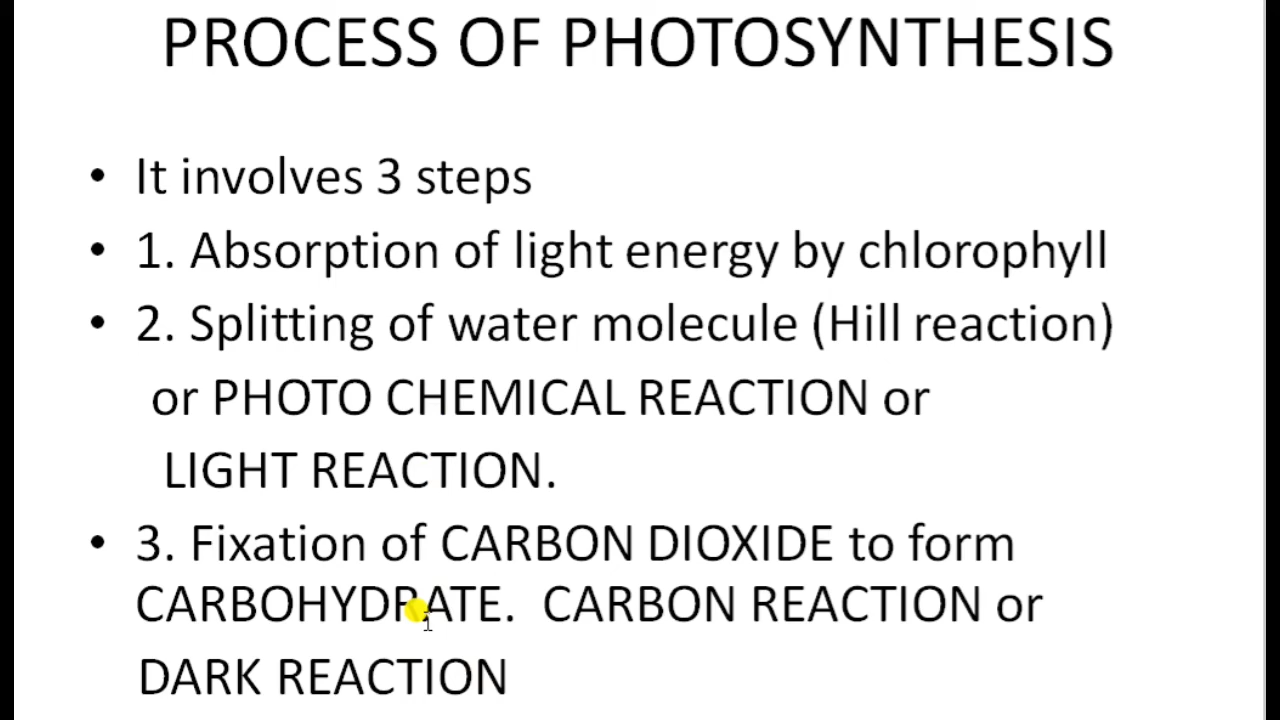 PROCESS OF PHOTOSYNTHESIS
• It involves 3 steps
• 1. Absorption of light energy by chlorophyll
• 2. Splitting of water molecule (Hill reaction)
or PHOTO CHEMICAL REACTION or
LIGHT REACTION.
• 3. Fixation of CARBON DIOXIDE to form
CARBOHYDRATE. CARBON REACTION or
DARK REACTION